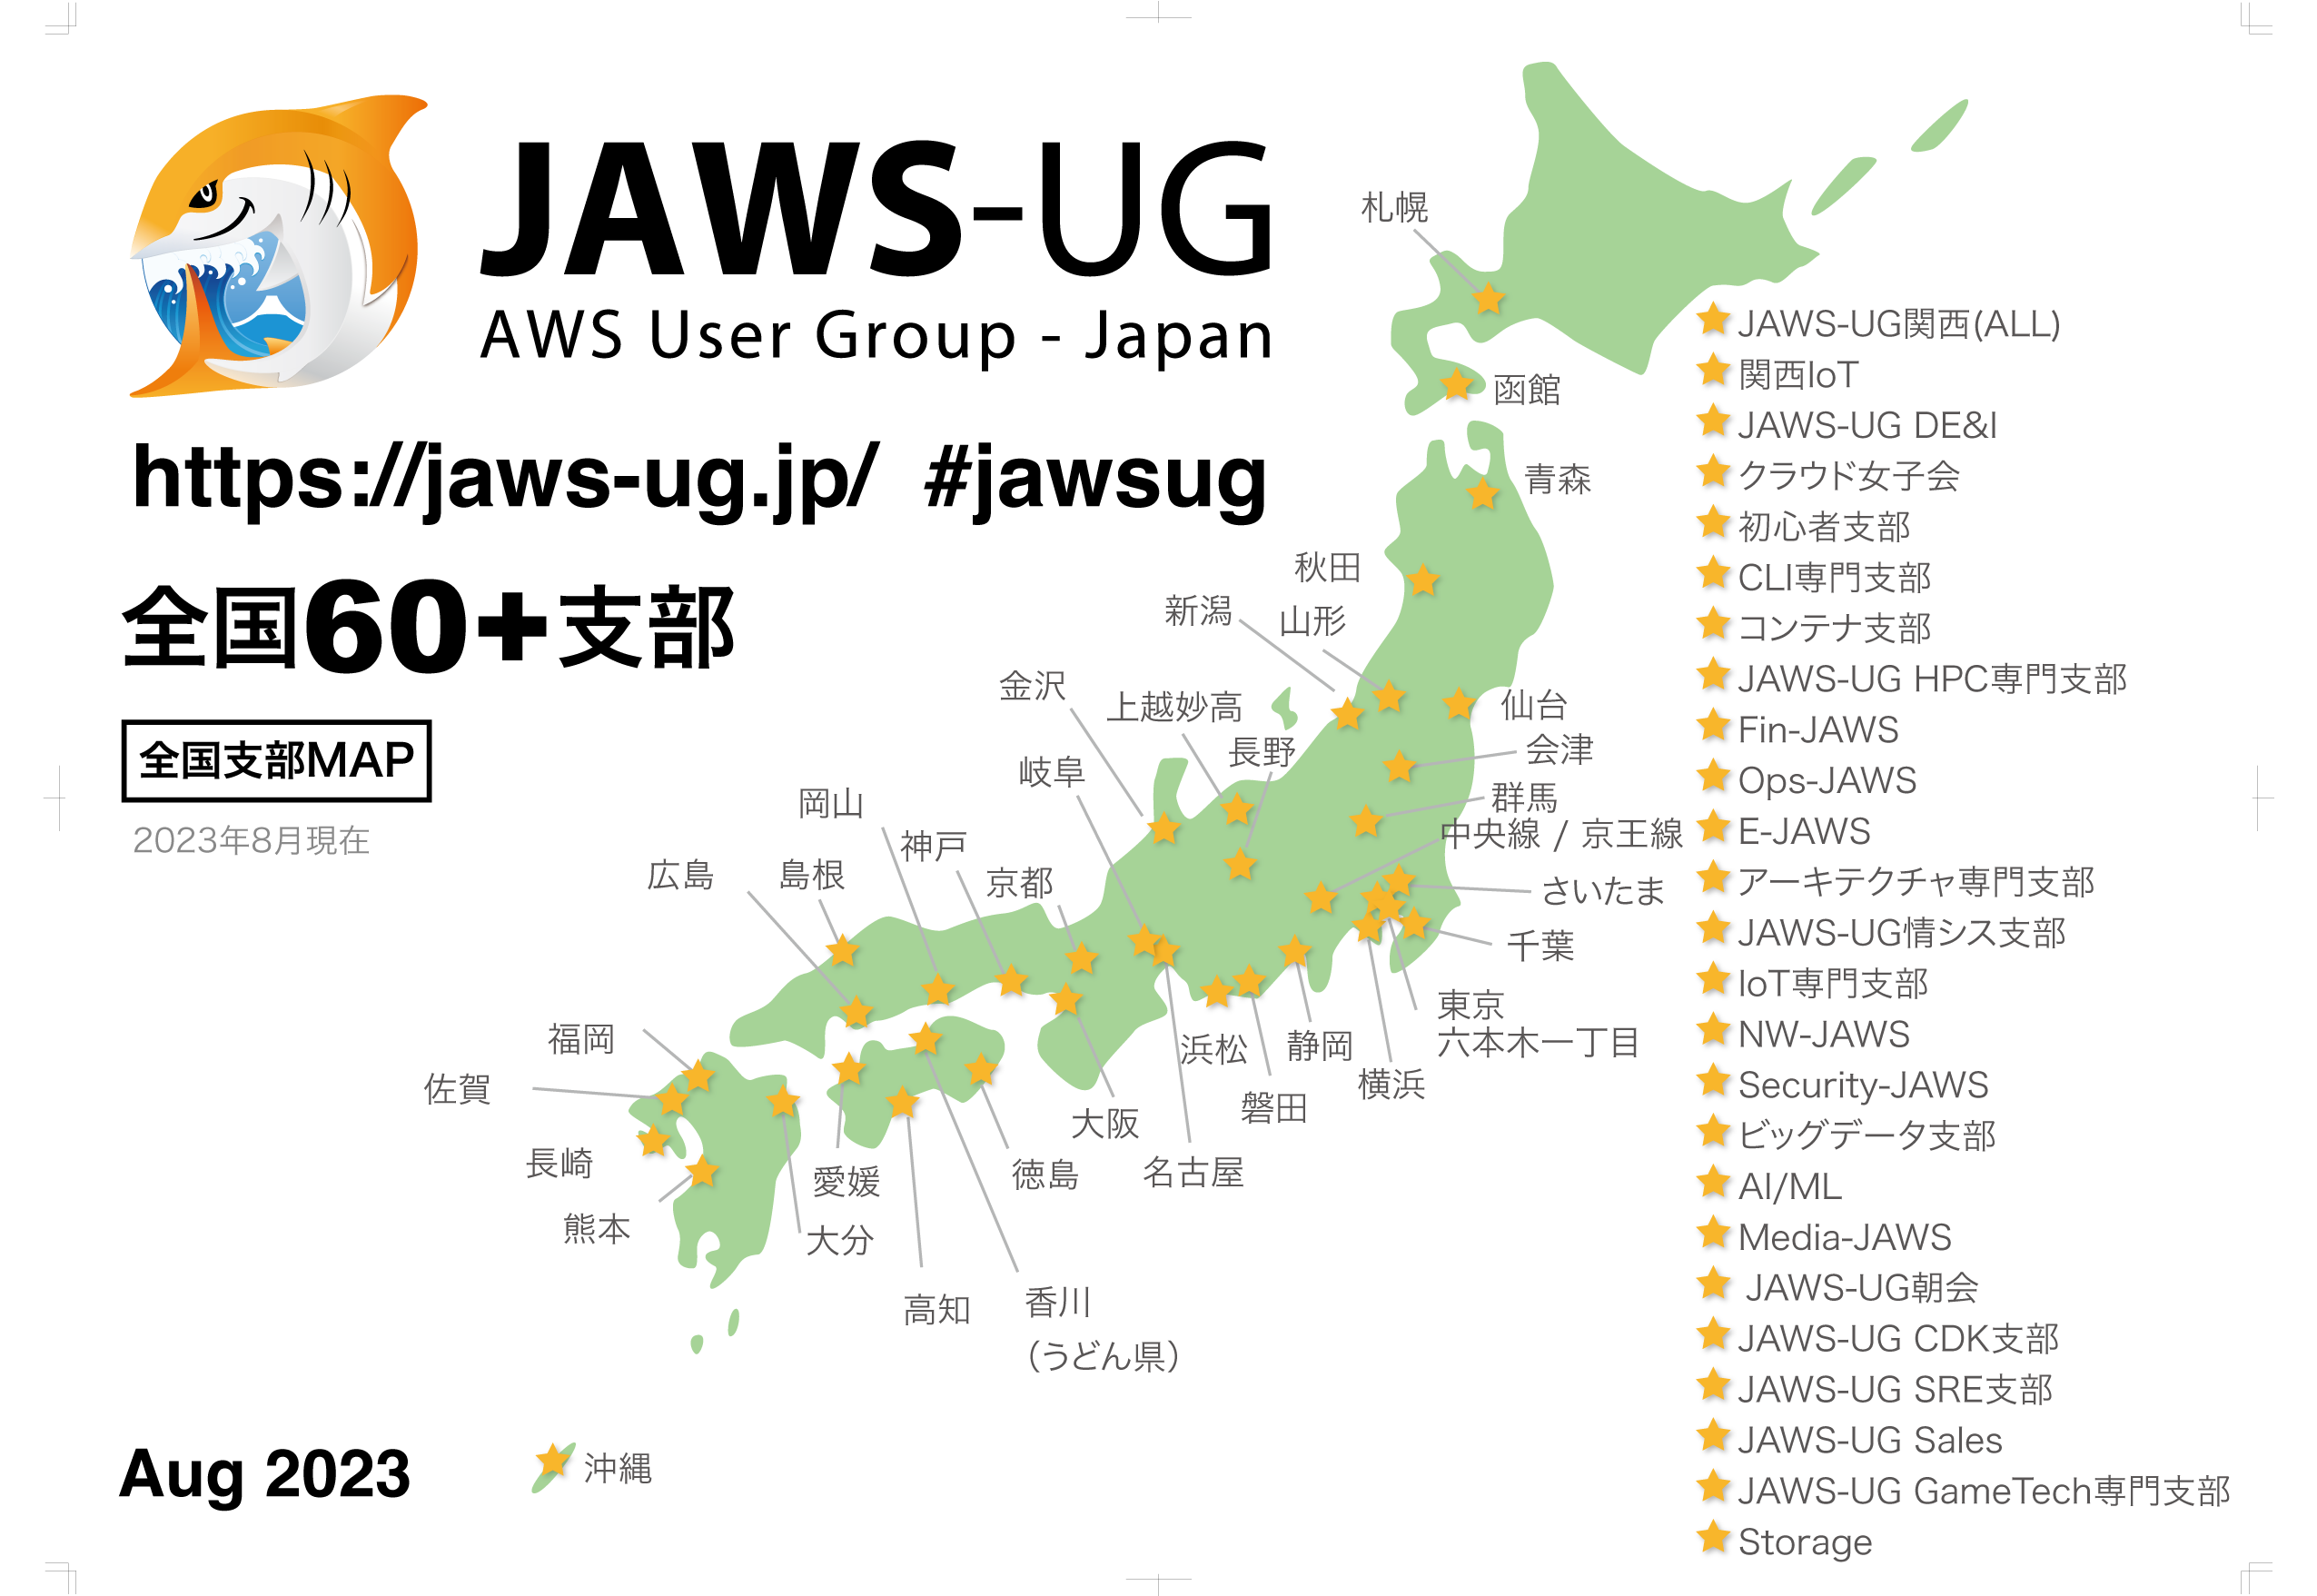 JAWS-UG
AWS User Group - Japan
https://jaws-ug.jp/ #jawsug
全国60+支部
全国支部MAP
2023年8月現在
札幌
函館
青森
秋田
新潟
山形
金沢
上越妙高
仙台
長野
会津
岐阜
群馬
岡山
中央線 / 京王線
神戸
広島
島根
京都
さいたま
千葉
東京
六本木一丁目
福岡
浜松
静岡
横浜
佐賀
磐田
大阪
長崎
愛媛
徳島
名古屋
熊本
大分
高知
香川
（うどん県）
沖縄
Aug 2023
JAWS-UG関西(ALL)
関西IoT
JAWS-UG DE&I
クラウド女子会
初心者支部
CLI専門支部
コンテナ支部
JAWS-UG HPC専門支部
Fin-JAWS
Ops-JAWS
E-JAWS
アーキテクチャ専門支部
JAWS-UG情シス支部
IoT専門支部
NW-JAWS
Security-JAWS
ビッグデータ支部
AI/ML
Media-JAWS
JAWS-UG朝会
JAWS-UG CDK支部
JAWS-UG SRE支部
JAWS-UG Sales
JAWS-UG GameTech専門支部
Storage